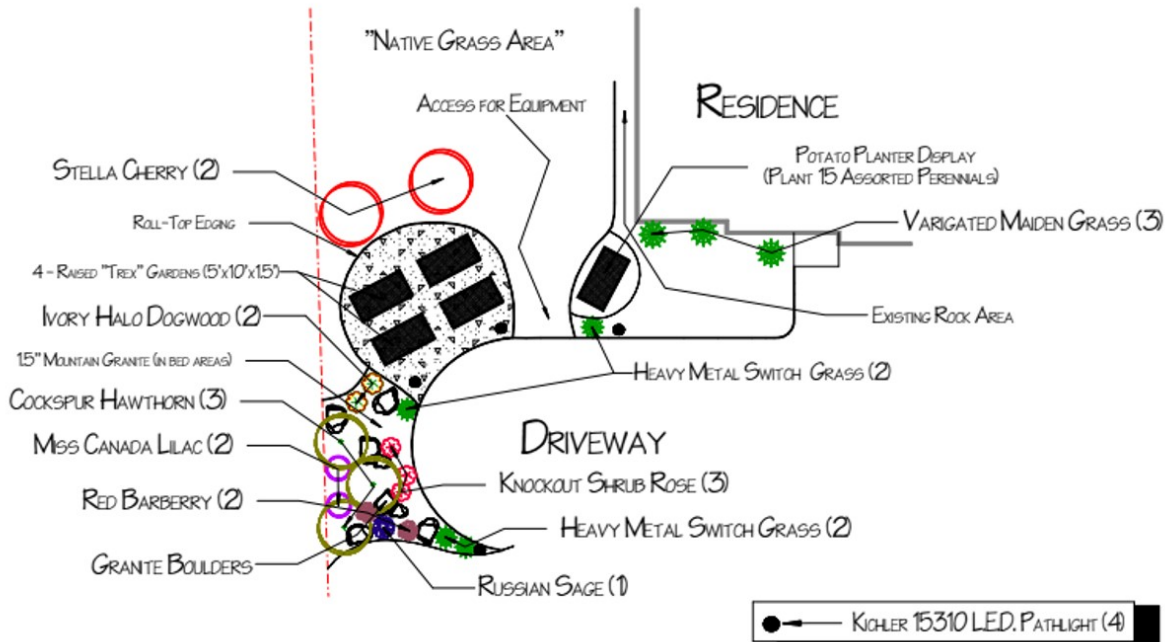 "Native Grass Area"
Access for Equipment
Residence
Stella Cherry (2)
Potato Planter Display
(Plant 15 Assorted Perennials)
Roll-Top Edging
Varigated Maiden Grass (3)
4 - Raised "Trex" Gardens (5'x10'x1.5')
Ivory Halo Dogwood (2)
Existing Rock Area
1.5" Mountain Granite (in bed areas)
Heavy Metal Switch Grass (2)
Cockspur Hawthorn (3)
Driveway
Miss Canada Lilac (2)
Knockout Shrub Rose (3)
Red Barberry (2)
Heavy Metal Switch Grass (2)
Granite Boulders
Russian Sage (1)
Kichler 15310 L.E.D. Pathlight (4)